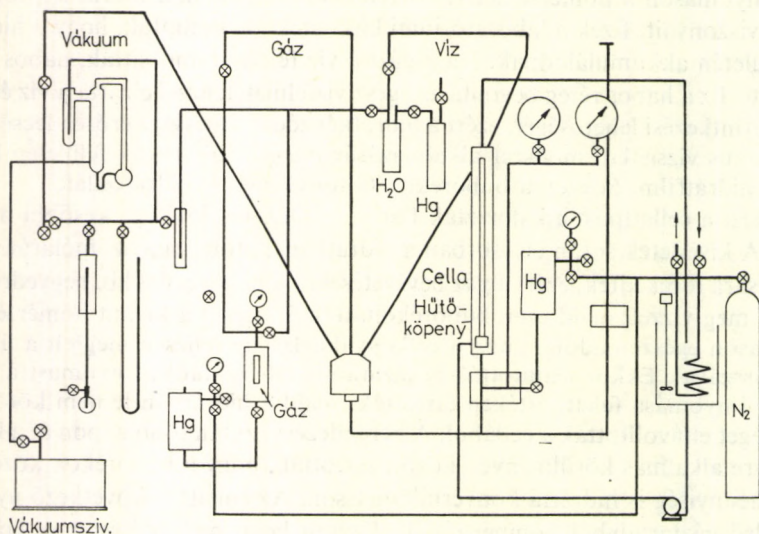 Vákuum
Gáz
Víz
H₂O
Hg
Cella
Hűtő-
köpeny
Hg
Hg
Gáz
N₂
Vákuumsziv.